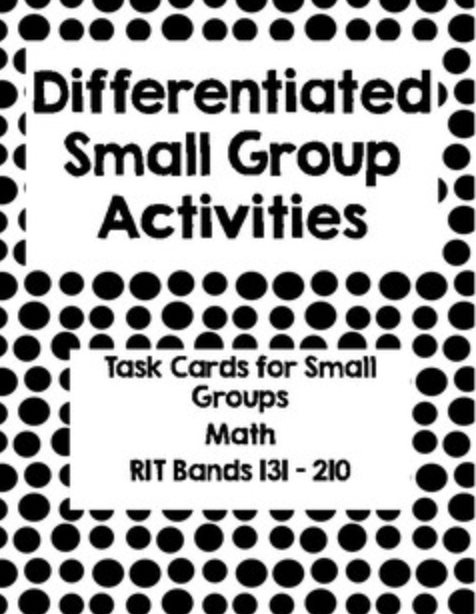 Differentiated
Small Group
Activities
Task Cards for Small
Groups
Math
RIT Bands 131 - 210